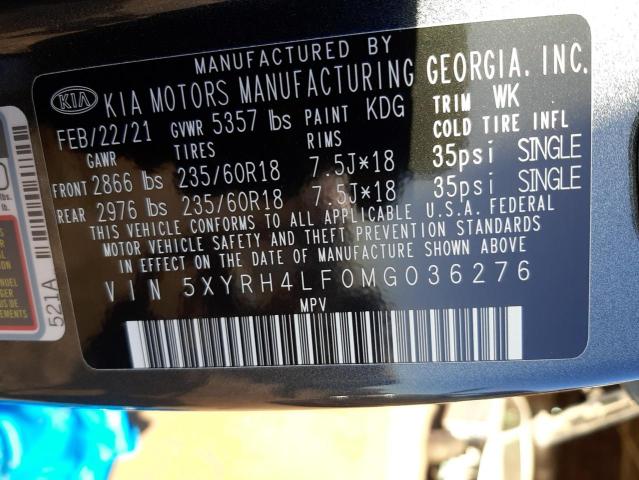 MANUFACTURED BY
KIA KIA MOTORS MANUFACTURING GEORGIA, INC.
FEB/22/21 GVWR 5357 lbs PAINT KDG TRIM WK
GAWR TIRES RIMS COLD TIRE INFL
FRONT 2866 lbs 235/60R18 7.5J*18 35psi SINGLE
REAR 2976 lbs 235/60R18 7.5J*18 35psi SINGLE
THIS VEHICLE CONFORMS TO ALL APPLICABLE U.S.A. FEDERAL
MOTOR VEHICLE SAFETY AND THEFT PREVENTION STANDARDS
IN EFFECT ON THE DATE OF MANUFACTURE SHOWN ABOVE
VIN 5XYRH4LF0MG036276
MPV
521A